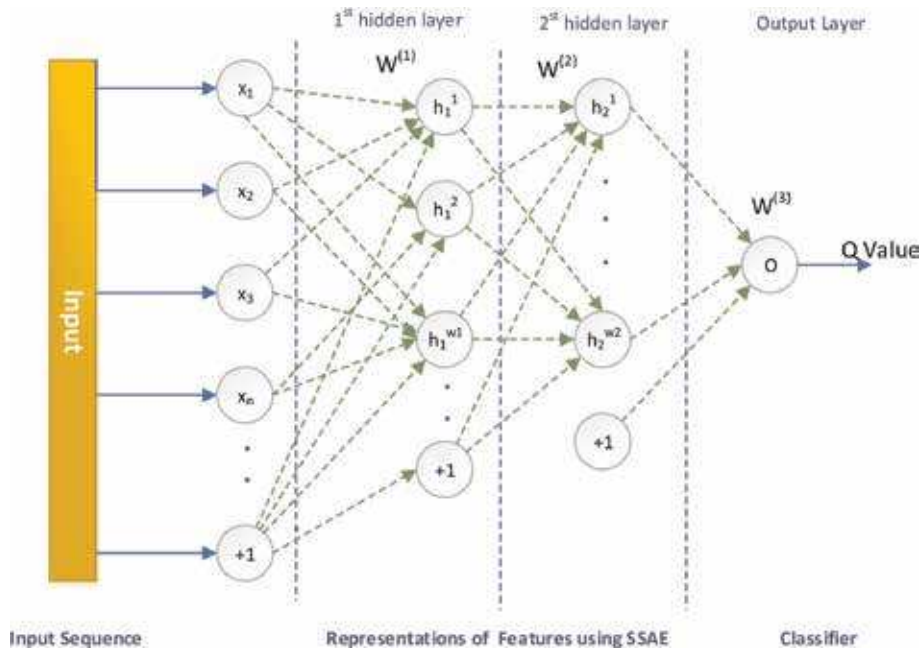 1st hidden layer
2st hidden layer
Output Layer
W(1)
W(2)
x1
h1 1
h2 1
x2
h1 2
W(3)
x3
O
Q Value
Input
h1 w1
h2 w2
xn
+1
+1
+1
Input Sequence
Representations of Features using SSAE
Classifier